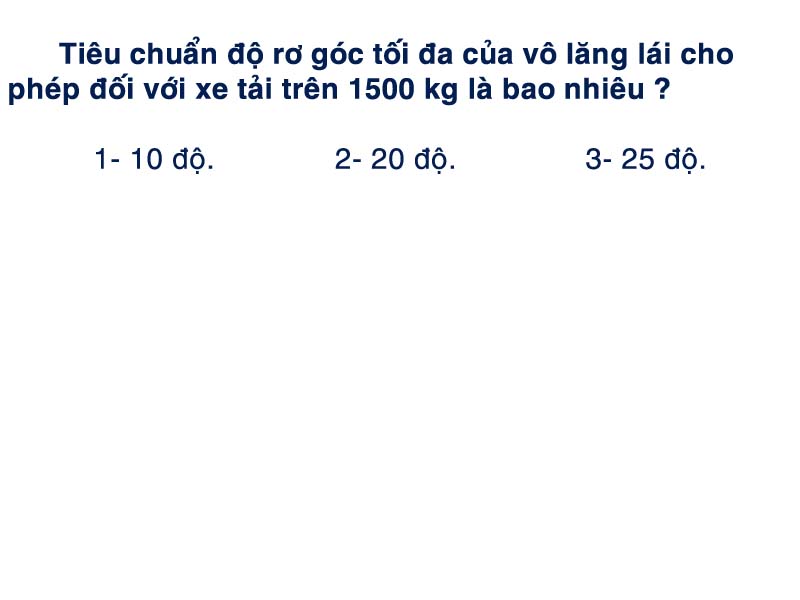 Tiêu chuẩn độ rơ góc tối đa của vô lăng lái cho
phép đối với xe tải trên 1500 kg là bao nhiêu ?
1- 10 độ. 2- 20 độ. 3- 25 độ.